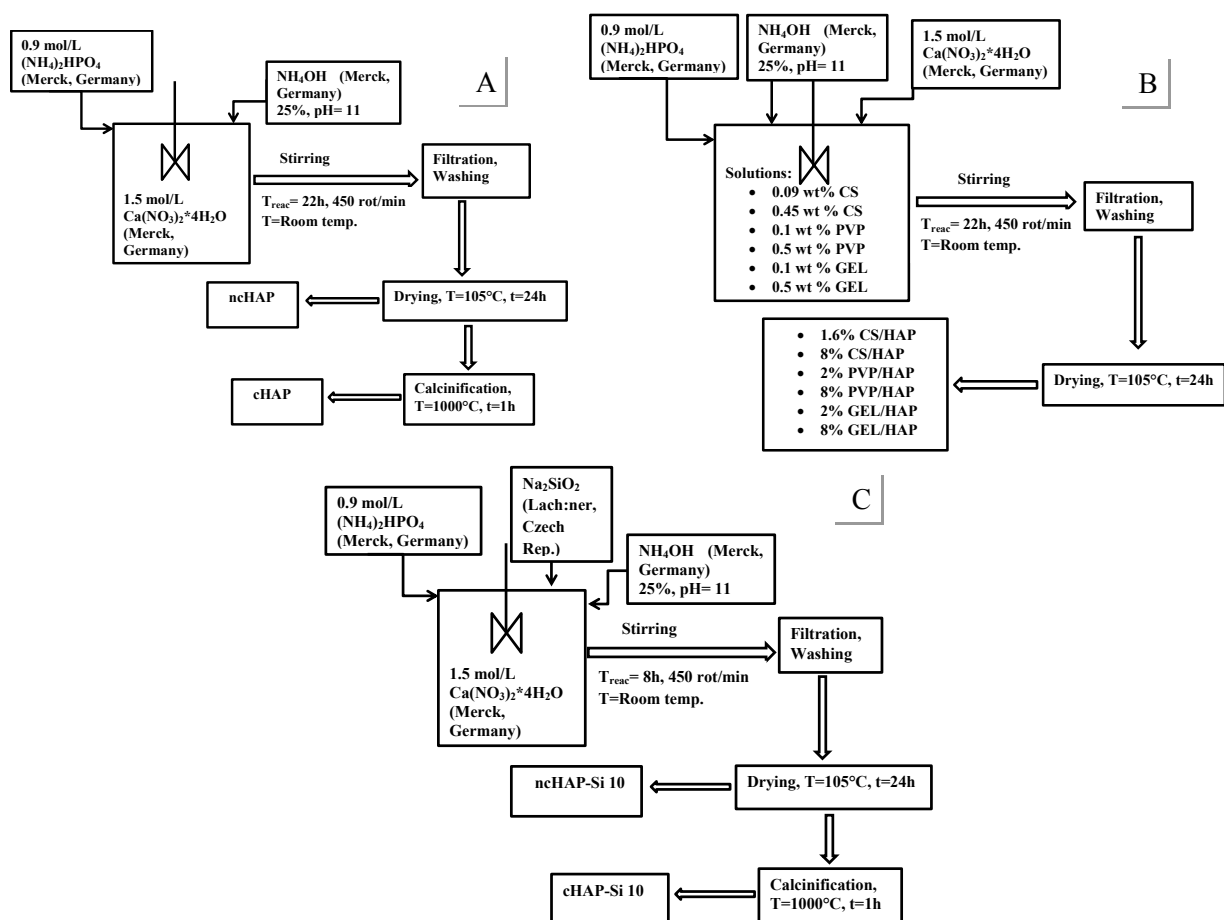 0.9 mol/L
(NH₄)₂HPO₄
(Merck, Germany)
NH₄OH (Merck,
Germany)
25%, pH= 11
A
1.5 mol/L
Ca(NO₃)₂*4H₂O
(Merck,
Germany)
Stirring
Tᵣₑₐc= 22h, 450 rot/min
T=Room temp.
Filtration,
Washing
Drying, T=105°C, t=24h
ncHAP
Calcinification,
T=1000°C, t=1h
cHAP
0.9 mol/L
(NH₄)₂HPO₄
(Merck, Germany)
NH₄OH (Merck,
Germany)
25%, pH= 11
1.5 mol/L
Ca(NO₃)₂*4H₂O
(Merck, Germany)
B
Solutions:
• 0.09 wt% CS
• 0.45 wt % CS
• 0.1 wt % PVP
• 0.5 wt % PVP
• 0.1 wt % GEL
• 0.5 wt % GEL
Stirring
Tᵣₑₐc= 22h, 450 rot/min
T=Room temp.
Filtration,
Washing
Drying, T=105°C, t=24h
• 1.6% CS/HAP
• 8% CS/HAP
• 2% PVP/HAP
• 8% PVP/HAP
• 2% GEL/HAP
• 8% GEL/HAP
0.9 mol/L
(NH₄)₂HPO₄
(Merck, Germany)
Na₂SiO₂
(Lach:ner,
Czech
Rep.)
NH₄OH (Merck,
Germany)
25%, pH= 11
C
1.5 mol/L
Ca(NO₃)₂*4H₂O
(Merck,
Germany)
Stirring
Tᵣₑₐc= 8h, 450 rot/min
T=Room temp.
Filtration,
Washing
Drying, T=105°C, t=24h
ncHAP-Si 10
Calcinification,
T=1000°C, t=1h
cHAP-Si 10